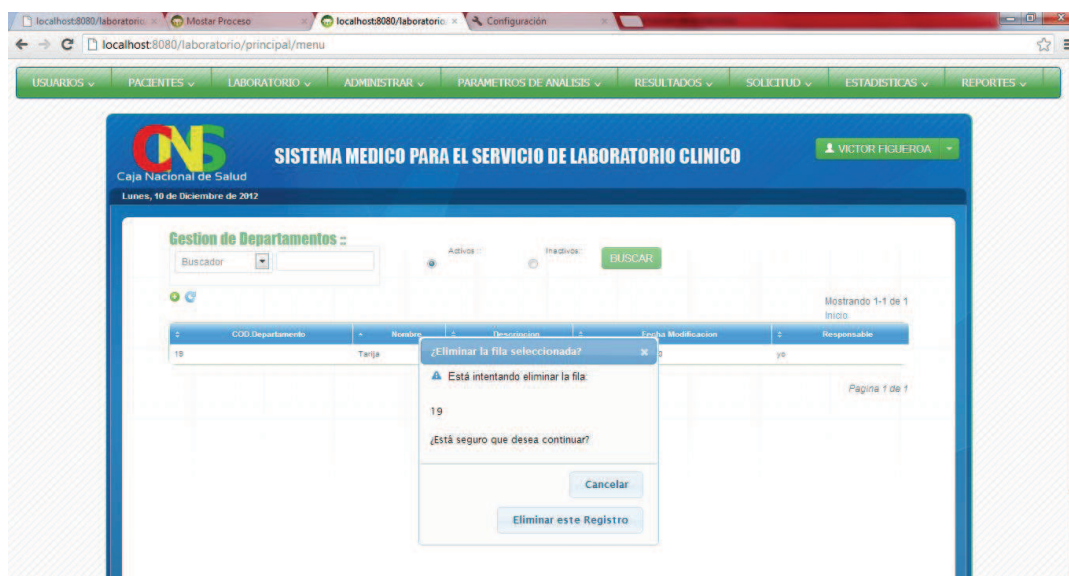 localhost:8080/laboratorio
Mostar Proceso
localhost:8080/laboratorio
Configuración
localhost:8080/laboratorio/principal/menu
USUARIOS
PACIENTES
LABORATORIO
ADMINISTRAR
PARAMETROS DE ANALISIS
RESULTADOS
SOLICITUD
ESTADISTICAS
REPORTES
CNS
Caja Nacional de Salud
SISTEMA MEDICO PARA EL SERVICIO DE LABORATORIO CLINICO
VICTOR FIGUEROA
Lunes, 10 de Diciembre de 2012
Gestion de Departamentos ::
Buscador
Activos ::
Inactivos:
BUSCAR
Mostrando 1-1 de 1
Inicio
COD.Departamento
Nombre
Descripcion
Fecha Modificacion
Responsable
19
Tarija
yo
¿Eliminar la fila seleccionada?
Está intentando eliminar la fila:
19
¿Está seguro que desea continuar?
Cancelar
Eliminar este Registro
Pagina 1 de 1